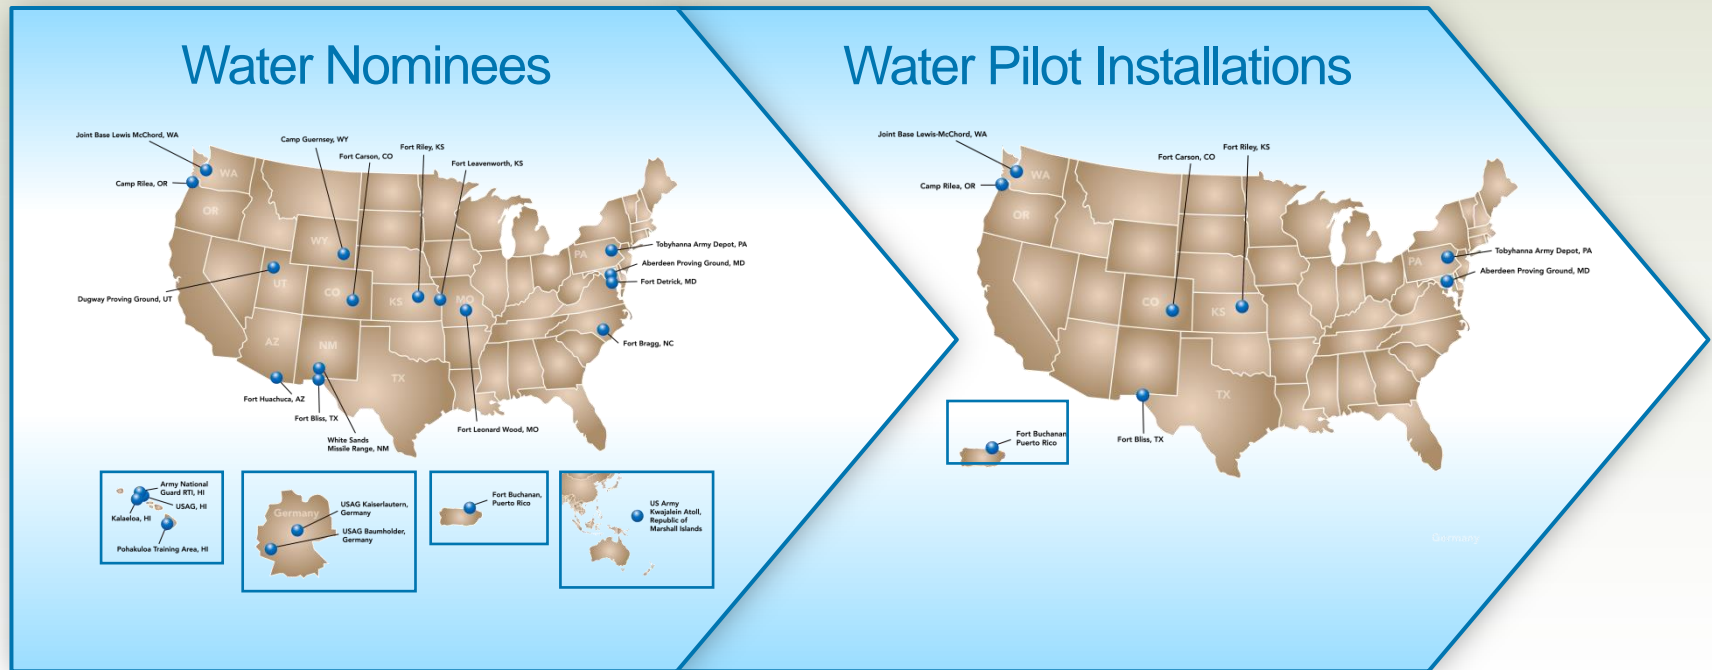 Water Nominees
Joint Base Lewis McChord, WA
Camp Guernsey, WY
Fort Carson, CO
Fort Riley, KS
Fort Leavenworth, KS
Camp Rilea, OR
WA
OR
WY
PA
Tobyhanna Army Depot, PA
Aberdeen Proving Ground, MD
Fort Detrick, MD
UT
CO
KS
MO
Dugway Proving Ground, UT
AZ
NM
Fort Bragg, NC
TX
Fort Huachuca, AZ
Fort Bliss, TX
White Sands
Missile Range, NM
Fort Leonard Wood, MO
Army National
Guard RTI, HI
USAG, HI
Kalaeloa, HI
Pohakuloa Training Area, HI
Germany
USAG Kaiserlautern,
Germany
USAG Baumholder,
Germany
Fort Buchanan,
Puerto Rico
US Army
Kwajalein Atoll,
Republic of
Marshall Islands
Water Pilot Installations
Joint Base Lewis-McChord, WA
Fort Carson, CO
Fort Riley, KS
Camp Rilea, OR
WA
OR
Tobyhanna Army Depot, PA
PA
Aberdeen Proving Ground, MD
CO
KS
TX
Fort Bliss, TX
Fort Buchanan
Puerto Rico
Germany